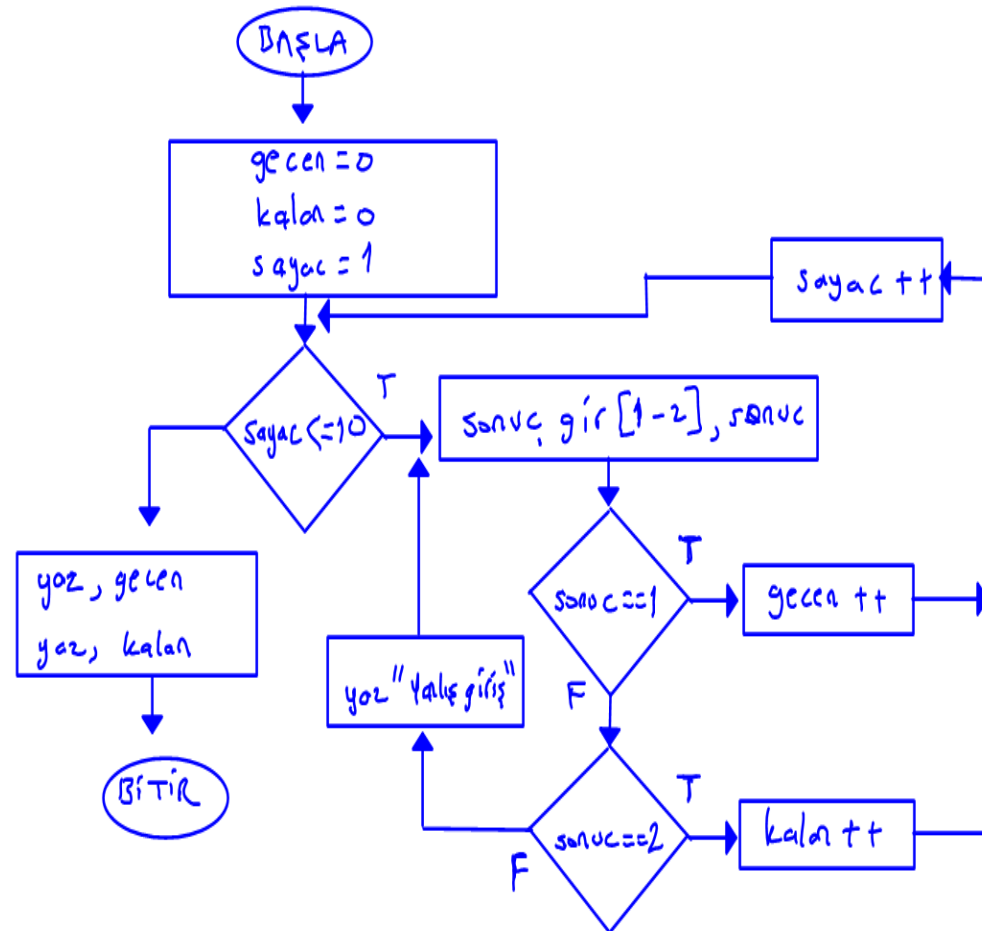 BAŞLA
gecen=0
kalan=0
sayac=1
sayac ++
sayac<=10
T
sonuc, gir [1-2], sonuc
sonuc==1
T
gecen ++
F
yaz, gecen
yaz, kalan
yaz "Yanlış giriş"
BİTİR
sonuc==2
T
kalan ++
F